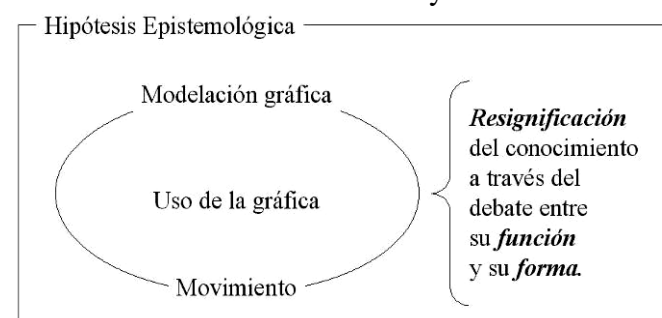 Hipótesis Epistemológica
Modelación gráfica
Uso de la gráfica
Movimiento
Resignificación
del conocimiento
a través del
debate entre
su función
y su forma.